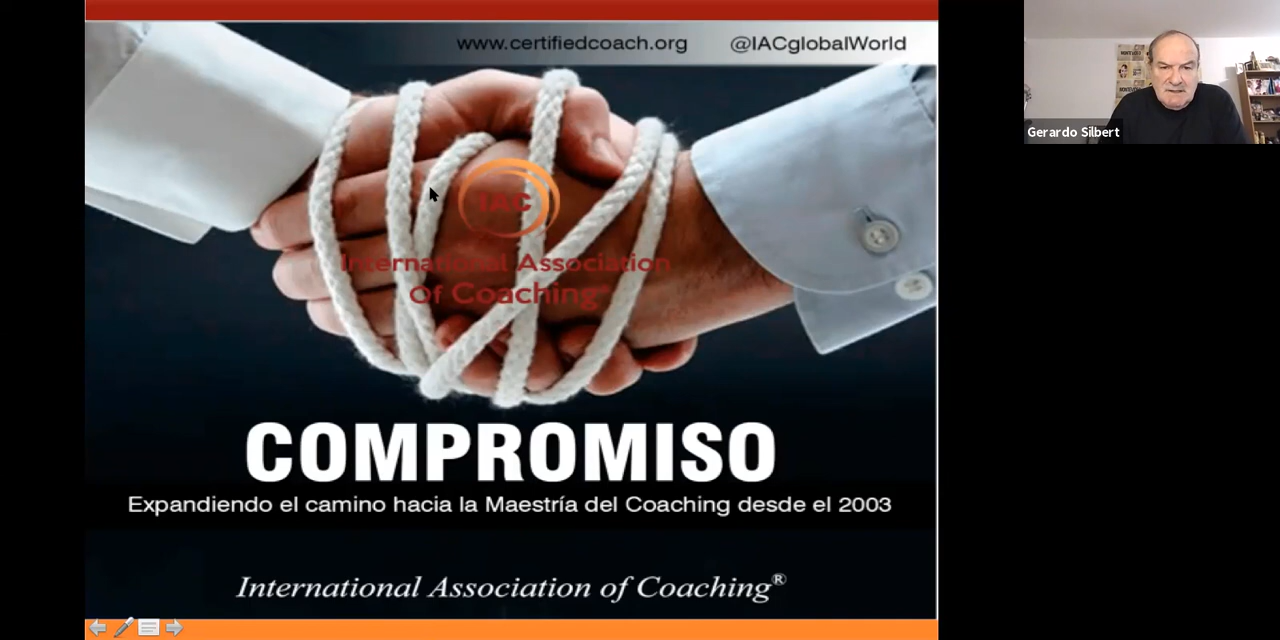 www.certifiedcoach.org @IACglobalWorld
IAC
International Association
of Coaching®
COMPROMISO
Expandiendo el camino hacia la Maestría del Coaching desde el 2003
International Association of Coaching®
Gerardo Silbert